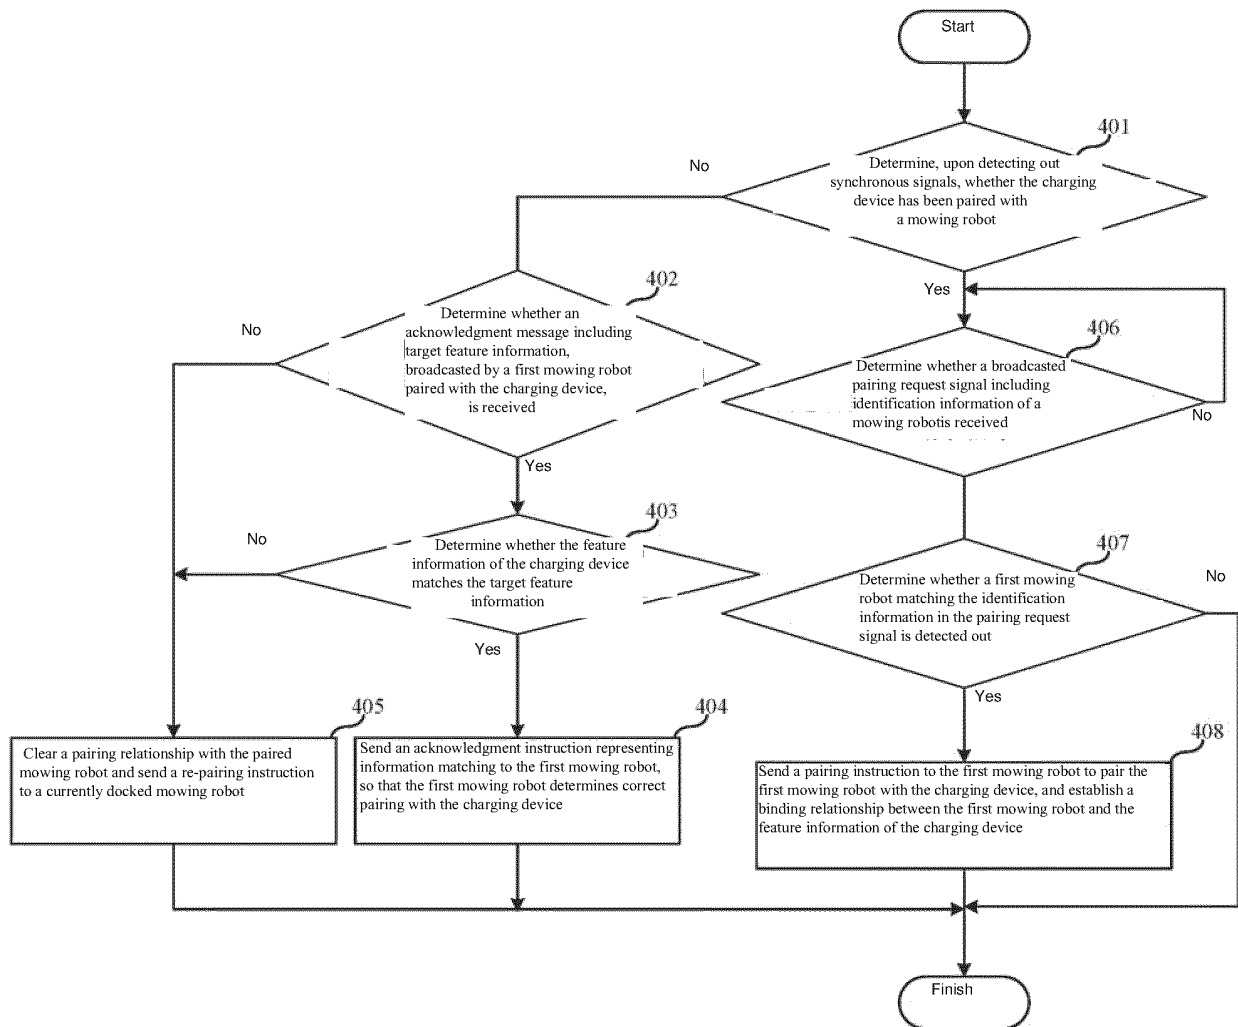 Start
401
Determine, upon detecting out
synchronous signals, whether the charging
device has been paired with
a mowing robot
No
Yes
402
Determine whether an
acknowledgment message including
target feature information,
broadcasted by a first mowing robot
paired with the charging device,
is received
No
Yes
406
Determine whether a broadcasted
pairing request signal including
identification information of a
mowing robotis received
No
403
Determine whether the feature
information of the charging device
matches the target feature
information
No
Yes
407
Determine whether a first mowing
robot matching the identification
information in the pairing request
signal is detected out
No
Yes
405
Clear a pairing relationship with the paired
mowing robot and send a re-pairing instruction
to a currently docked mowing robot
404
Send an acknowledgment instruction representing
information matching to the first mowing robot,
so that the first mowing robot determines correct
pairing with the charging device
408
Send a pairing instruction to the first mowing robot to pair the
first mowing robot with the charging device, and establish a
binding relationship between the first mowing robot and the
feature information of the charging device
Finish